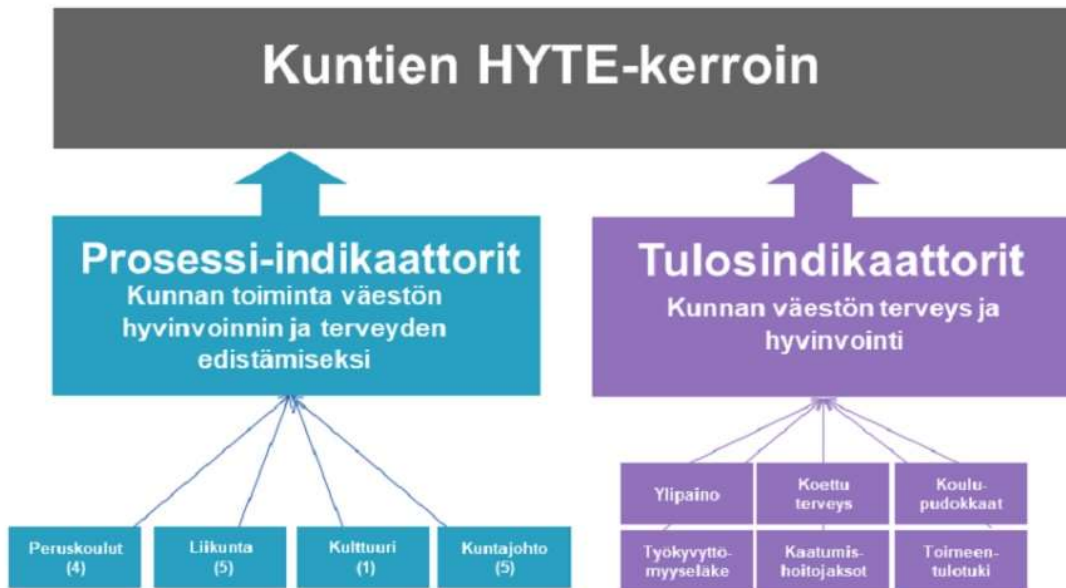 Kuntien HYTE-kerroin
Prosessi-indikaattorit
Kunnan toiminta väestön
hyvinvoinnin ja terveyden
edistämiseksi
Tulosindikaattorit
Kunnan väestön terveys ja
hyvinvointi
Peruskoulut
(4)
Liikunta
(5)
Kulttuuri
(1)
Kuntajohto
(5)
Ylipaino
Koettu
terveys
Koulu-
pudokkaat
Työkyvyttö-
myyseläke
Kaatumis-
hoitojaksot
Toimeen-
tulotuki